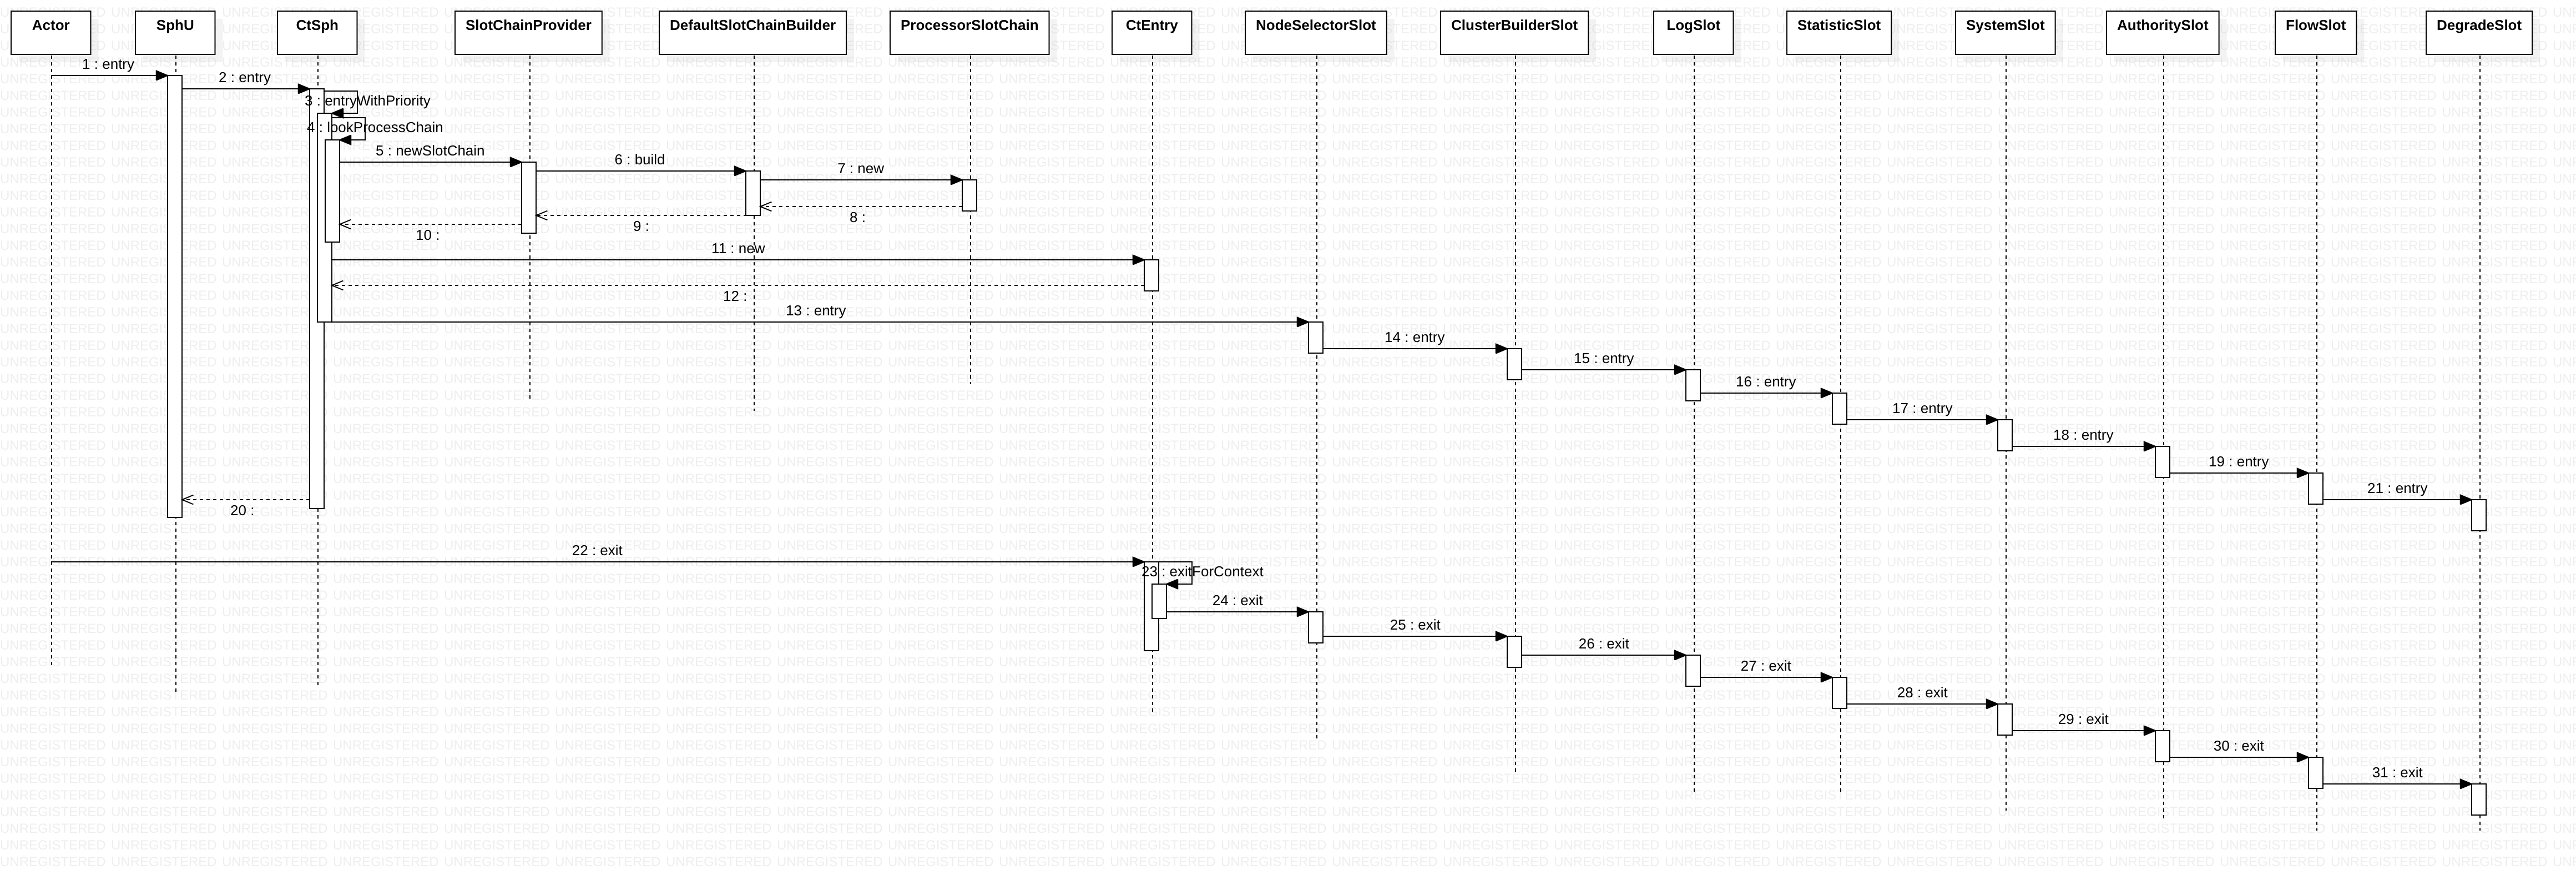 Actor
SphU
CtSph
SlotChainProvider
DefaultSlotChainBuilder
ProcessorSlotChain
CtEntry
NodeSelectorSlot
ClusterBuilderSlot
LogSlot
StatisticSlot
SystemSlot
AuthoritySlot
FlowSlot
DegradeSlot
1 : entry
2 : entry
3 : entryWithPriority
4 : lookProcessChain
5 : newSlotChain
6 : build
7 : new
8 :
9 :
10 :
11 : new
12 :
13 : entry
14 : entry
15 : entry
16 : entry
17 : entry
18 : entry
19 : entry
20 :
21 : entry
22 : exit
23 : exitForContext
24 : exit
25 : exit
26 : exit
27 : exit
28 : exit
29 : exit
30 : exit
31 : exit
UNREGISTERED